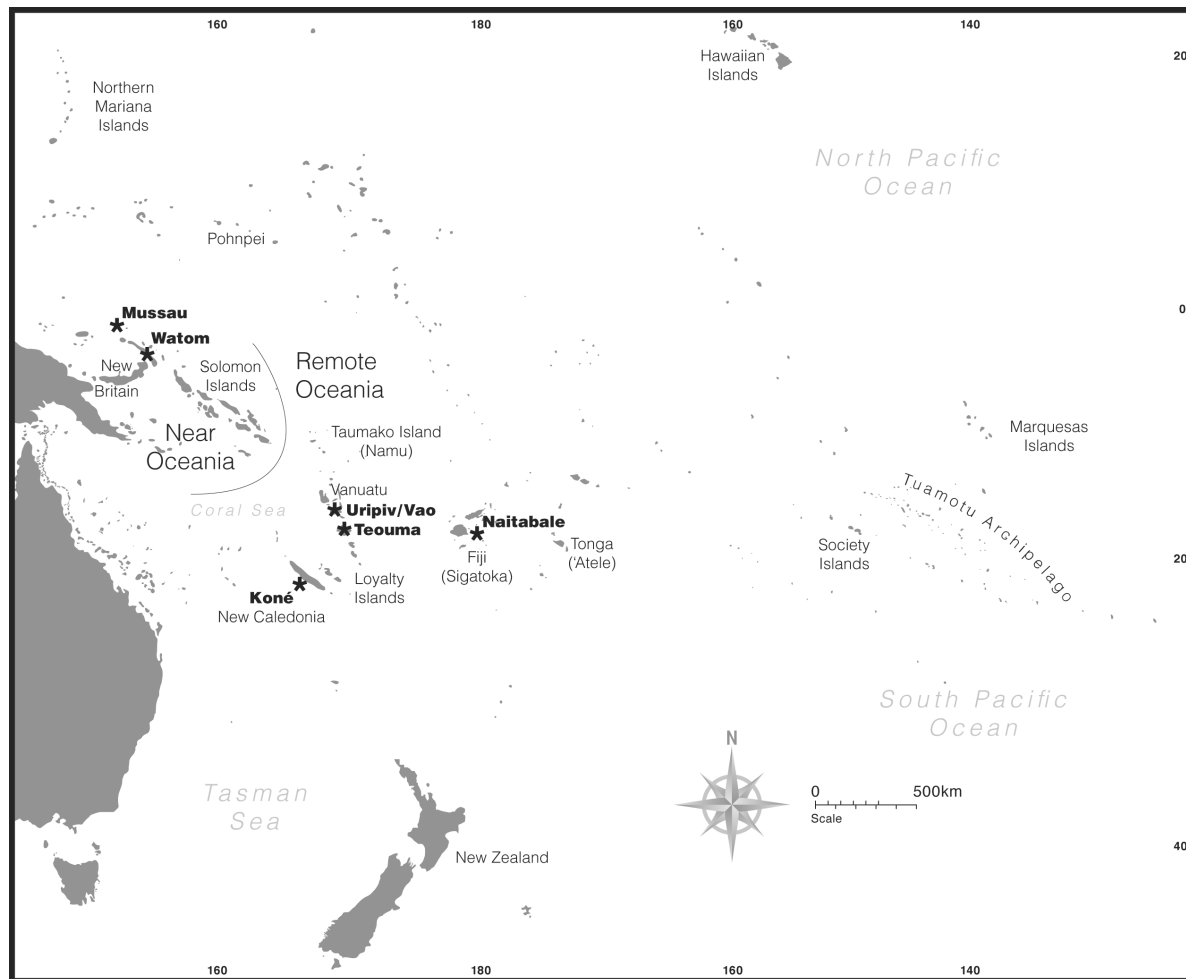 160
180
160
140
20
Hawaiian
Islands
Northern
Mariana
Islands
North Pacific
Ocean
Pohnpei
0
Mussau
Watom
New
Britain
Solomon
Islands
Remote
Oceania
Near
Oceania
Taumako Island
(Namu)
Marquesas
Islands
Vanuatu
Coral Sea
Uripiv/Vao
Teouma
Naitabale
Tuamotu Archipelago
Fiji
(Sigatoka)
Tonga
('Atele)
Society
Islands
20
Loyalty
Islands
Koné
New Caledonia
South Pacific
Ocean
N
Tasman
Sea
0
500km
Scale
New Zealand
40
160
180
160
140